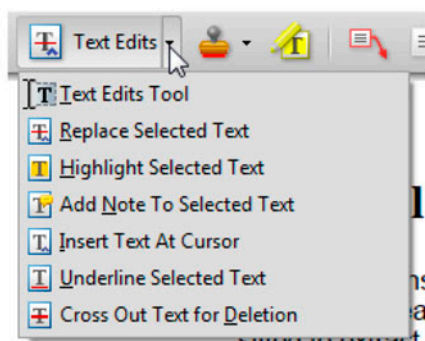 Text Edits
Text Edits Tool
Replace Selected Text
Highlight Selected Text
Add Note To Selected Text
Insert Text At Cursor
Underline Selected Text
Cross Out Text for Deletion